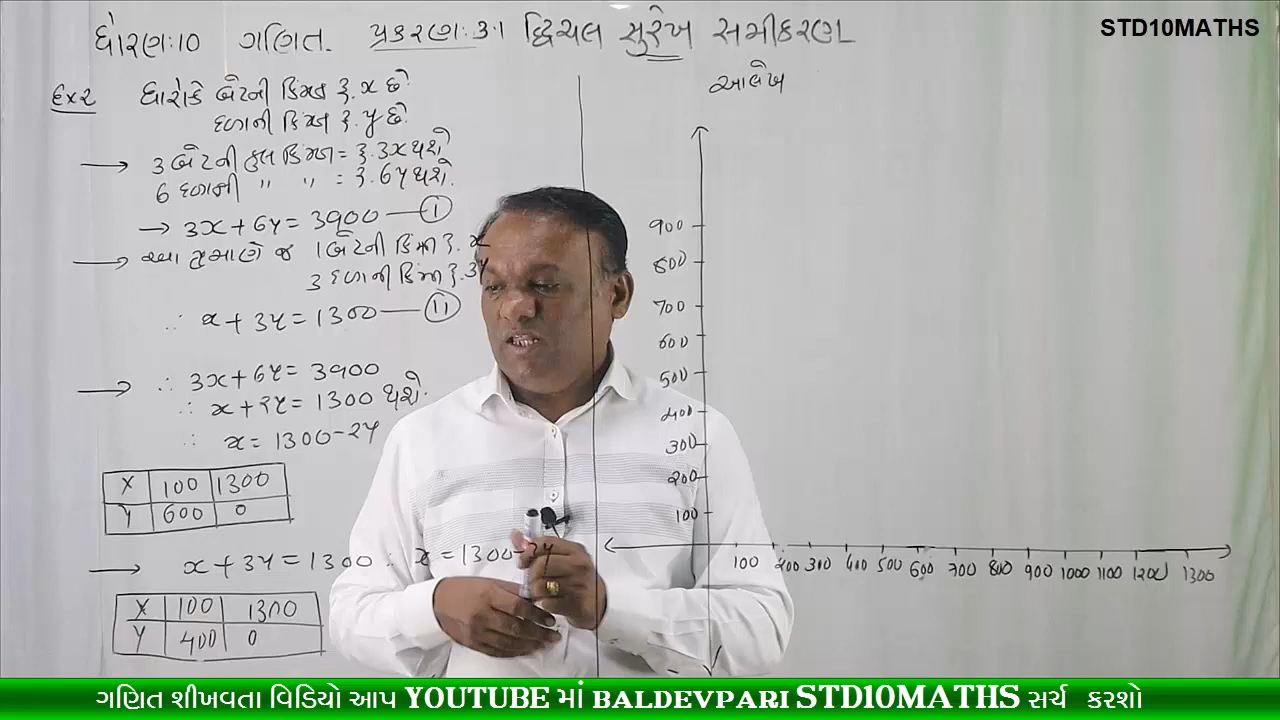 ધોરણ:10 ગણિત. પ્રકરણ:૩.૧ દ્વિચલ સુરેખ સમીકરણ
STD10MATHS
Ex2 ધારોકે બેટની કિંમત રૂ. x છે
દડાની કિંમત રૂ. y છે.
→ 3 બેટની કુલ કિંમત = રૂ. 3x થશે
6 દડાની " " = રૂ. 6y થશે.
→ 3x + 6y = 3900 — (I)
→ આ પ્રમાણે જ 1 બેટની કિંમત રૂ. x
3 દડાની કિંમત રૂ. 3y
∴ x + 3y = 1300 — (II)
→ ∴ 3x + 6y = 3900
∴ x + 2y = 1300 થશે.
∴ x = 1300 - 2y
X 100 1300
Y 600 0
→ x + 3y = 1300 ∴ x = 1300 - 3y
X 100 1300
Y 400 0
આલેખ
900
800
700
600
500
400
300
200
100
100 200 300 400 500 600 700 800 900 1000 1100 1200 1300
ગણિત શીખવતા વિડિયો આપ YOUTUBE માં BALDEVPARI STD10MATHS સર્ચ કરશો